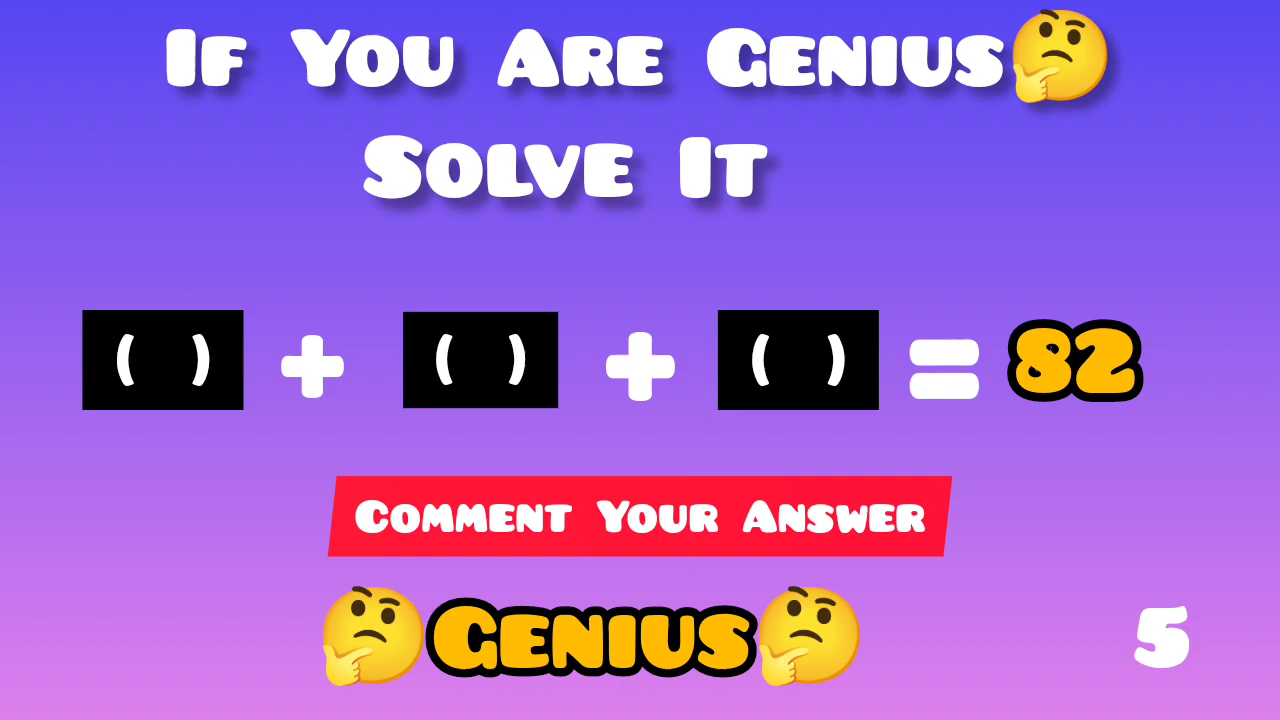 If You Are Genius🤔
Solve It
( ) + ( ) + ( ) = 82
Comment Your Answer
🤔Genius🤔
5